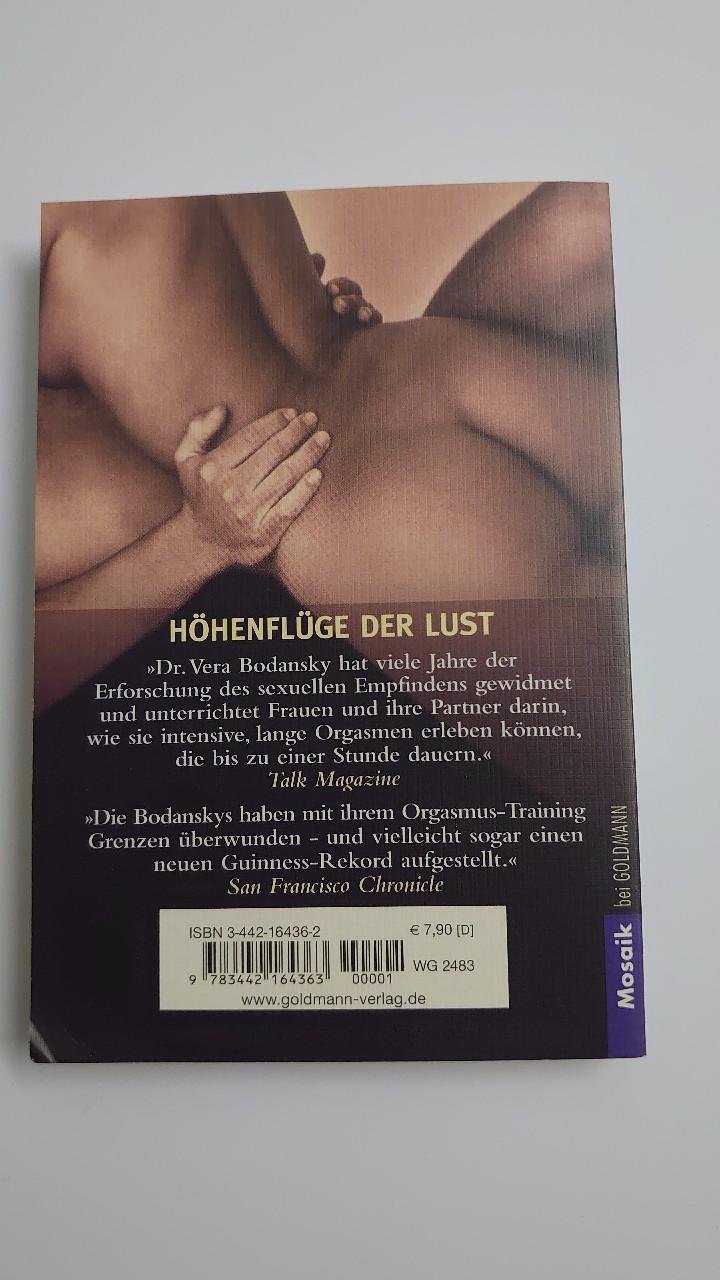 HÖHENFLÜGE DER LUST
»Dr. Vera Bodansky hat viele Jahre der
Erforschung des sexuellen Empfindens gewidmet
und unterrichtet Frauen und ihre Partner darin,
wie sie intensive, lange Orgasmen erleben können,
die bis zu einer Stunde dauern.«
Talk Magazine
»Die Bodanskys haben mit ihrem Orgasmus-Training
Grenzen überwunden – und vielleicht sogar einen
neuen Guinness-Rekord aufgestellt.«
San Francisco Chronicle
ISBN 3-442-16436-2 € 7,90 [D]
9 783442 164363 00001 WG 2483
www.goldmann-verlag.de
Mosaik bei GOLDMANN